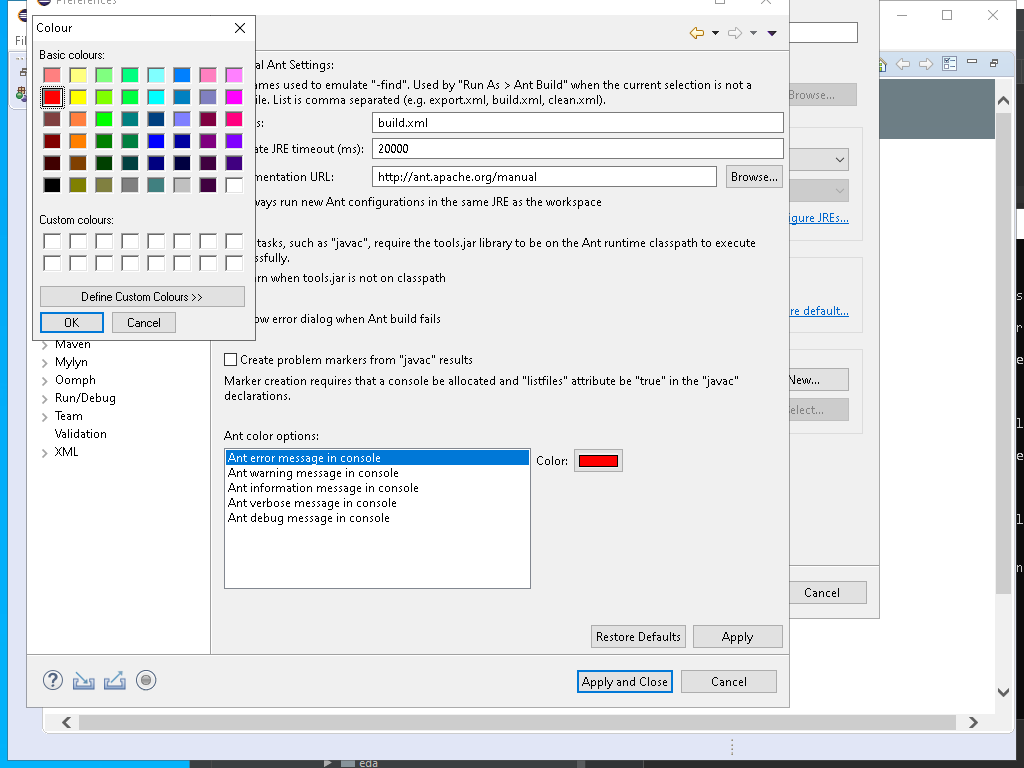 Preferences
Colour
Fil
Basic colours:
al Ant Settings:
ames used to emulate "-find". Used by "Run As > Ant Build" when the current selection is not a
ile. List is comma separated (e.g. export.xml, build.xml, clean.xml).
Browse...
s:
build.xml
ate JRE timeout (ms):
20000
mentation URL:
http://ant.apache.org/manual
Browse...
ways run new Ant configurations in the same JRE as the workspace
Custom colours:
igure JREs...
tasks, such as "javac", require the tools.jar library to be on the Ant runtime classpath to execute
ssfully.
rn when tools.jar is not on classpath
Define Custom Colours >>
re default...
OK
Cancel
ow error dialog when Ant build fails
Maven
Mylyn
Create problem markers from "javac" results
Oomph
Marker creation requires that a console be allocated and "listfiles" attribute be "true" in the "javac"
declarations.
New...
Run/Debug
Team
elect...
Validation
Ant color options:
XML
Ant error message in console
Color:
Ant warning message in console
Ant information message in console
Ant verbose message in console
Ant debug message in console
Cancel
Restore Defaults
Apply
Apply and Close
Cancel
eda